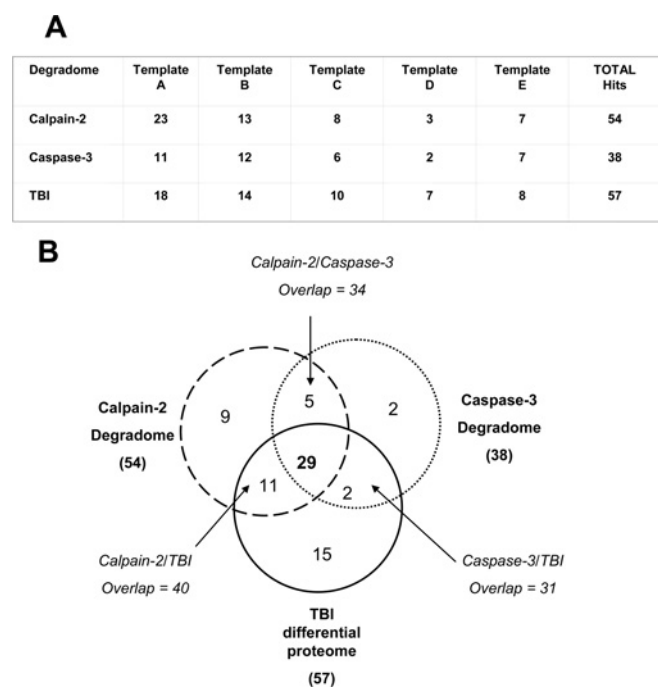 A
Degradome Template A Template B Template C Template D Template E TOTAL Hits
Calpain-2 23 13 8 3 7 54
Caspase-3 11 12 6 2 7 38
TBI 18 14 10 7 8 57
B
Calpain-2/Caspase-3
Overlap = 34
Calpain-2
Degradome
(54)
9
5
2
Caspase-3
Degradome
(38)
29
11
2
15
Calpain-2/TBI
Overlap = 40
Caspase-3/TBI
Overlap = 31
TBI
differential
proteome
(57)